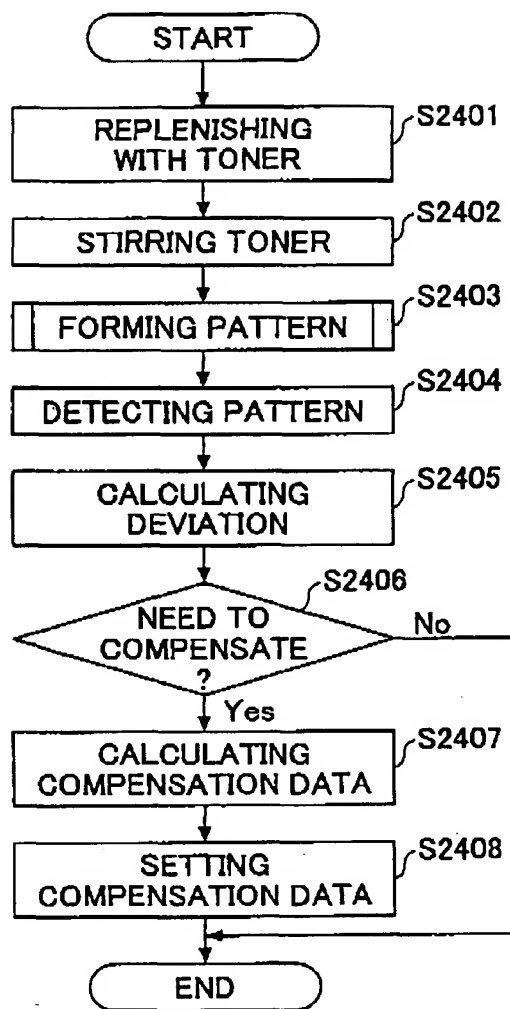 START
REPLENISHING
WITH TONER
S2401
STIRRING TONER
S2402
FORMING PATTERN
S2403
DETECTING PATTERN
S2404
CALCULATING
DEVIATION
S2405
NEED TO
COMPENSATE
?
S2406
No
Yes
CALCULATING
COMPENSATION DATA
S2407
SETTING
COMPENSATION DATA
S2408
END